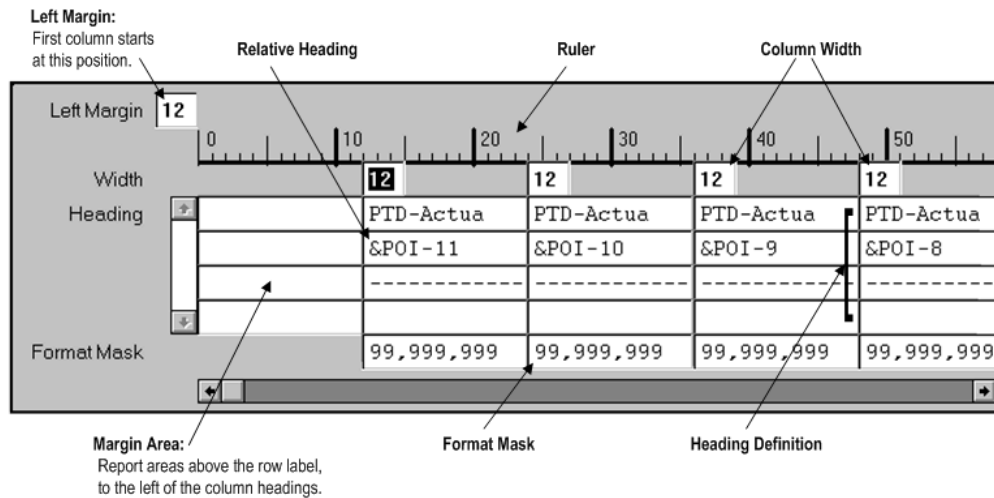 Left Margin:
First column starts
at this position.
Relative Heading
Ruler
Column Width
Left Margin 12
0 10 20 30 40 50
Width 12 12 12 12
Heading PTD-Actua PTD-Actua PTD-Actua PTD-Actua
&POI-11 &POI-10 &POI-9 &POI-8
------------ ------------ ------------ ----------
Format Mask 99,999,999 99,999,999 99,999,999 99,999,999
Margin Area:
Report areas above the row label,
to the left of the column headings.
Format Mask
Heading Definition